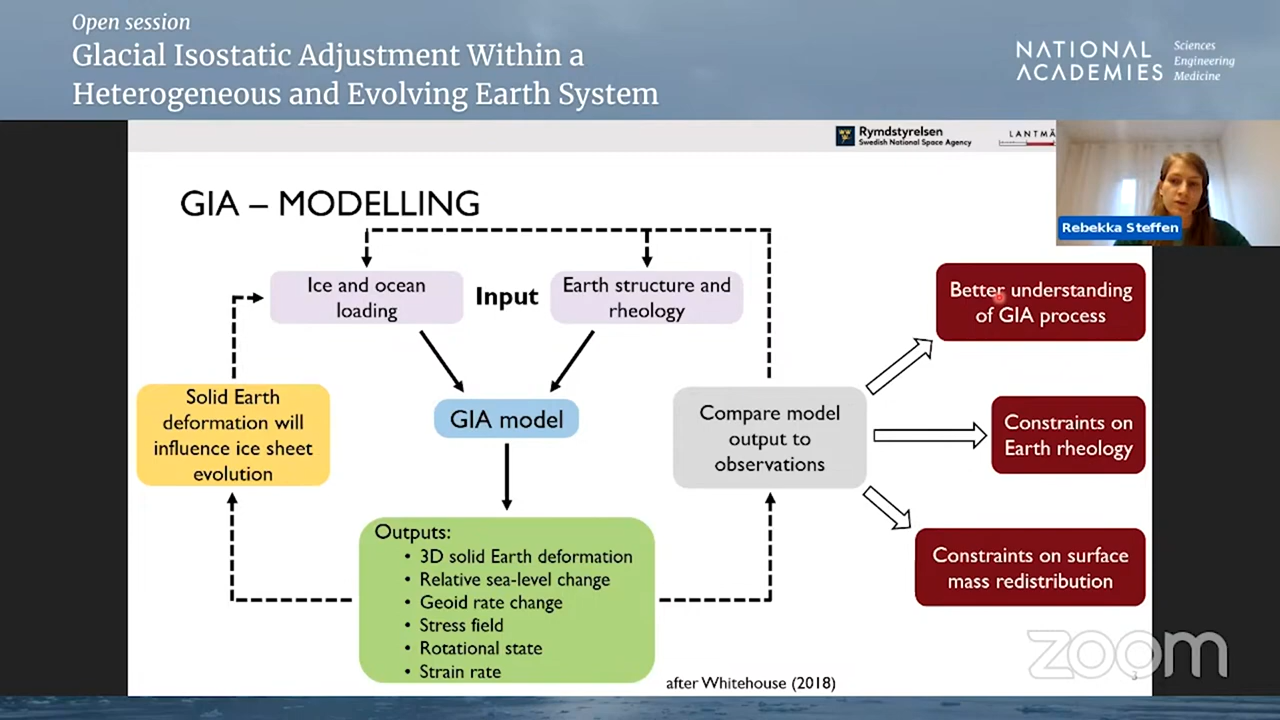 Open session
Glacial Isostatic Adjustment Within a
Heterogeneous and Evolving Earth System
NATIONAL
ACADEMIES
Sciences
Engineering
Medicine
Rymdstyrelsen
Swedish National Space Agency
Rebekka Steffen
GIA – MODELLING
Ice and ocean
loading
Input
Earth structure and
rheology
Better understanding
of GIA process
Solid Earth
deformation will
influence ice sheet
evolution
GIA model
Compare model
output to
observations
Constraints on
Earth rheology
Outputs:
• 3D solid Earth deformation
• Relative sea-level change
• Geoid rate change
• Stress field
• Rotational state
• Strain rate
Constraints on surface
mass redistribution
zoom
after Whitehouse (2018)